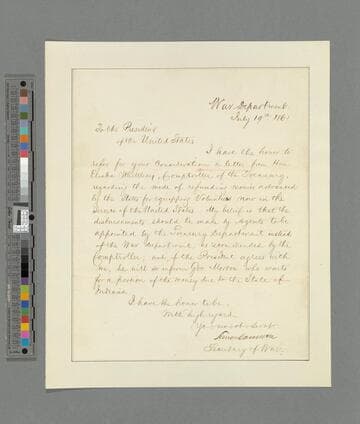 War Department.
July 19th 1861
To the President
of the United States
I have the honor to
refer for your consideration a letter from Hon
Elisha Whittlesey, Comptroller of the Treasury,
regarding the mode of refunding monies advanced
by the States for equipping Volunteers now in the
Service of the United States. My belief is that the
disbursements should be made by agents to be
appointed by the Treasury Department instead
of the War Department, as recommended by the
Comptroller; and if the President agrees with
me, he will so inform Gov. Morton who waits
for a portion of the money due to the State of
Indiana.
I have the honor to be,
With high regard
Yr most obt Servt
Simon Cameron
Secretary of War.